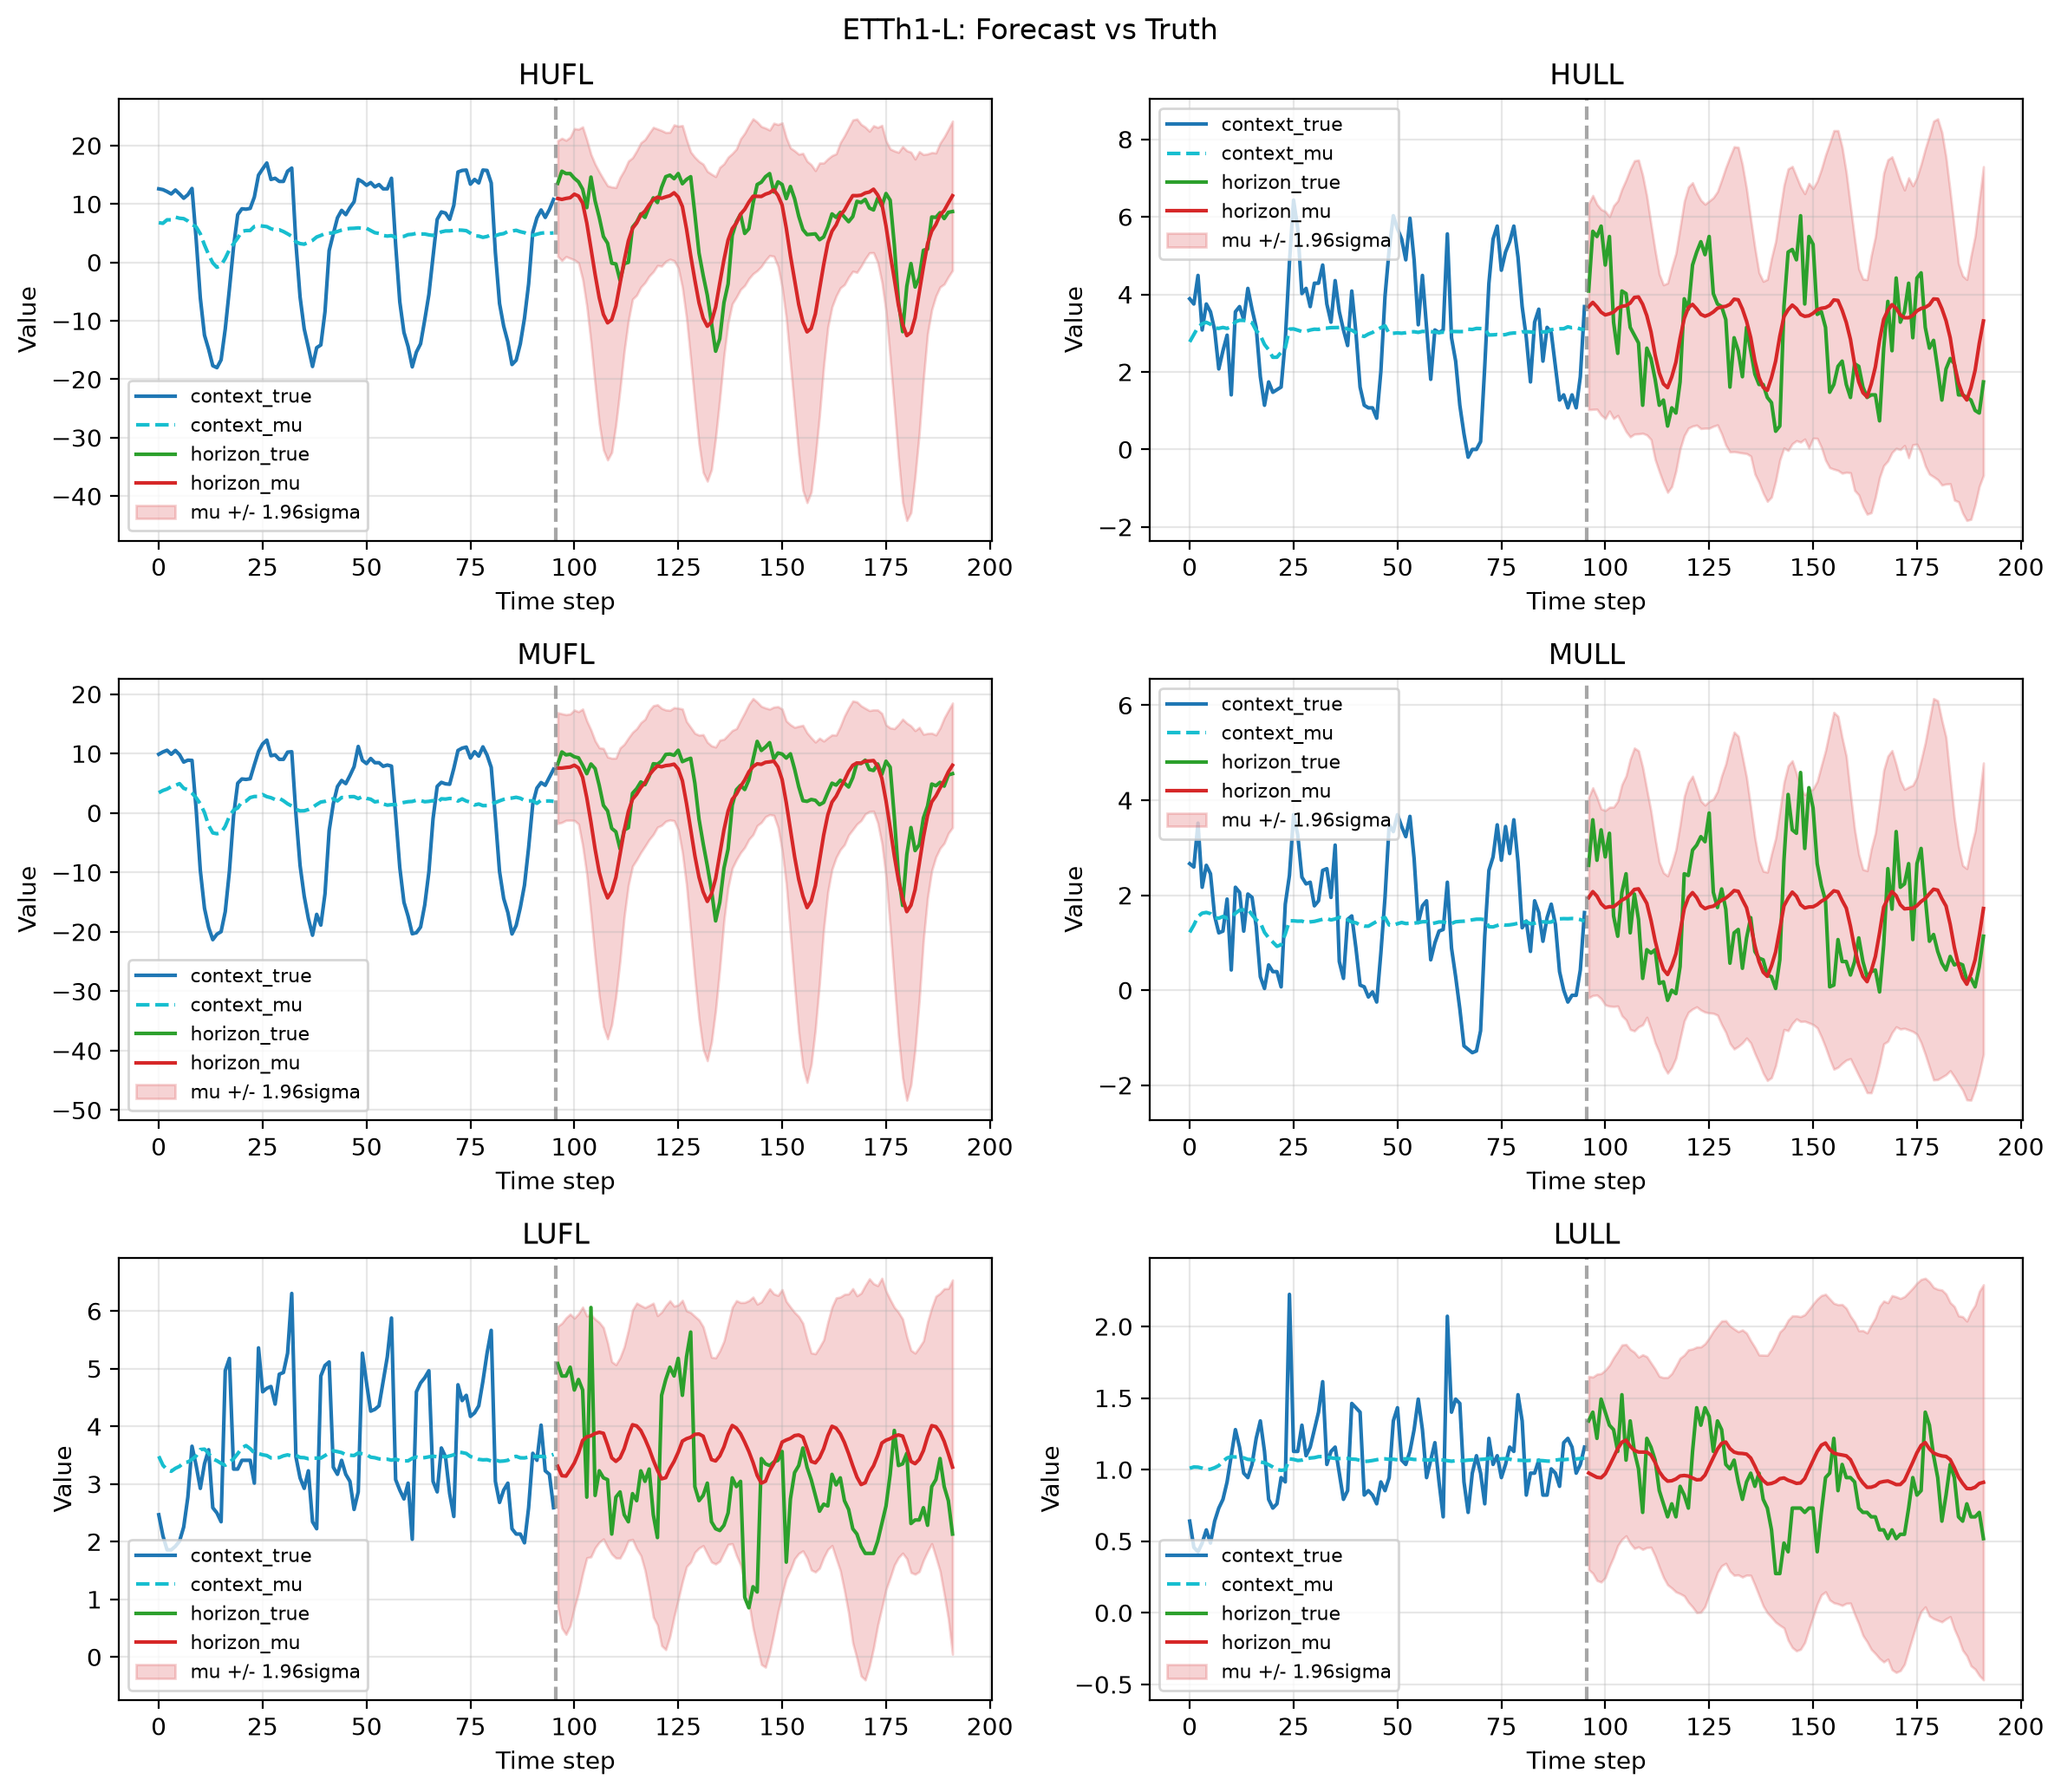 ETTh1-L: Forecast vs Truth
HUFL
Value
20
10
0
−10
−20
−30
−40
context_true
context_mu
horizon_true
horizon_mu
mu +/- 1.96sigma
0 25 50 75 100 125 150 175 200
Time step
HULL
Value
8
6
4
2
0
−2
context_true
context_mu
horizon_true
horizon_mu
mu +/- 1.96sigma
0 25 50 75 100 125 150 175 200
Time step
MUFL
Value
20
10
0
−10
−20
−30
−40
−50
context_true
context_mu
horizon_true
horizon_mu
mu +/- 1.96sigma
0 25 50 75 100 125 150 175 200
Time step
MULL
Value
6
4
2
0
−2
context_true
context_mu
horizon_true
horizon_mu
mu +/- 1.96sigma
0 25 50 75 100 125 150 175 200
Time step
LUFL
Value
6
5
4
3
2
1
0
context_true
context_mu
horizon_true
horizon_mu
mu +/- 1.96sigma
0 25 50 75 100 125 150 175 200
Time step
LULL
Value
2.0
1.5
1.0
0.5
0.0
−0.5
context_true
context_mu
horizon_true
horizon_mu
mu +/- 1.96sigma
0 25 50 75 100 125 150 175 200
Time step